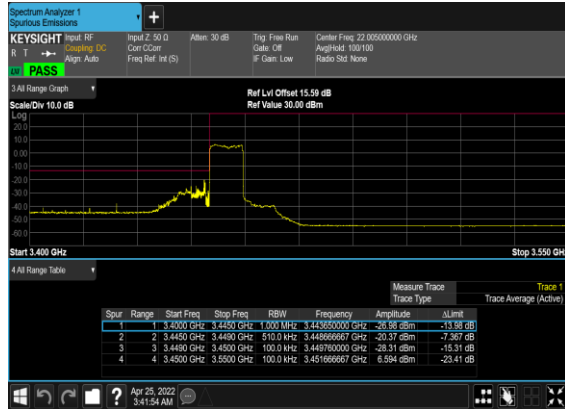 Spectrum Analyzer 1
Spurious Emissions
+
KEYSIGHT Input: RF Input Z: 50 Ω Atten: 30 dB Trig: Free Run Center Freq: 22.005000000 GHz
R T Coupling: DC Corr CCorr Gate: Off Avg|Hold: 100/100
Align: Auto Freq Ref: Int (S) IF Gain: Low Radio Std: None
PASS
3 All Range Graph
Ref Lvl Offset 15.59 dB
Scale/Div 10.0 dB Ref Value 30.00 dBm
Log
20.0
10.0
0.00
-10.0
-20.0
-30.0
-40.0
-50.0
-60.0
Start 3.400 GHz Stop 3.550 GHz
4 All Range Table
Measure Trace Trace 1
Trace Type Trace Average (Active)
Spur Range Start Freq Stop Freq RBW Frequency Amplitude ΔLimit
1 1 3.4000 GHz 3.4450 GHz 1.000 MHz 3.443650000 GHz -26.98 dBm -13.98 dB
2 2 3.4450 GHz 3.4490 GHz 510.0 kHz 3.448666667 GHz -20.37 dBm -7.367 dB
3 3 3.4490 GHz 3.4500 GHz 100.0 kHz 3.449760000 GHz -28.31 dBm -15.31 dB
4 4 3.4500 GHz 3.5500 GHz 100.0 kHz 3.451666667 GHz 6.594 dBm -23.41 dB
?
Apr 25, 2022
3:41:54 AM